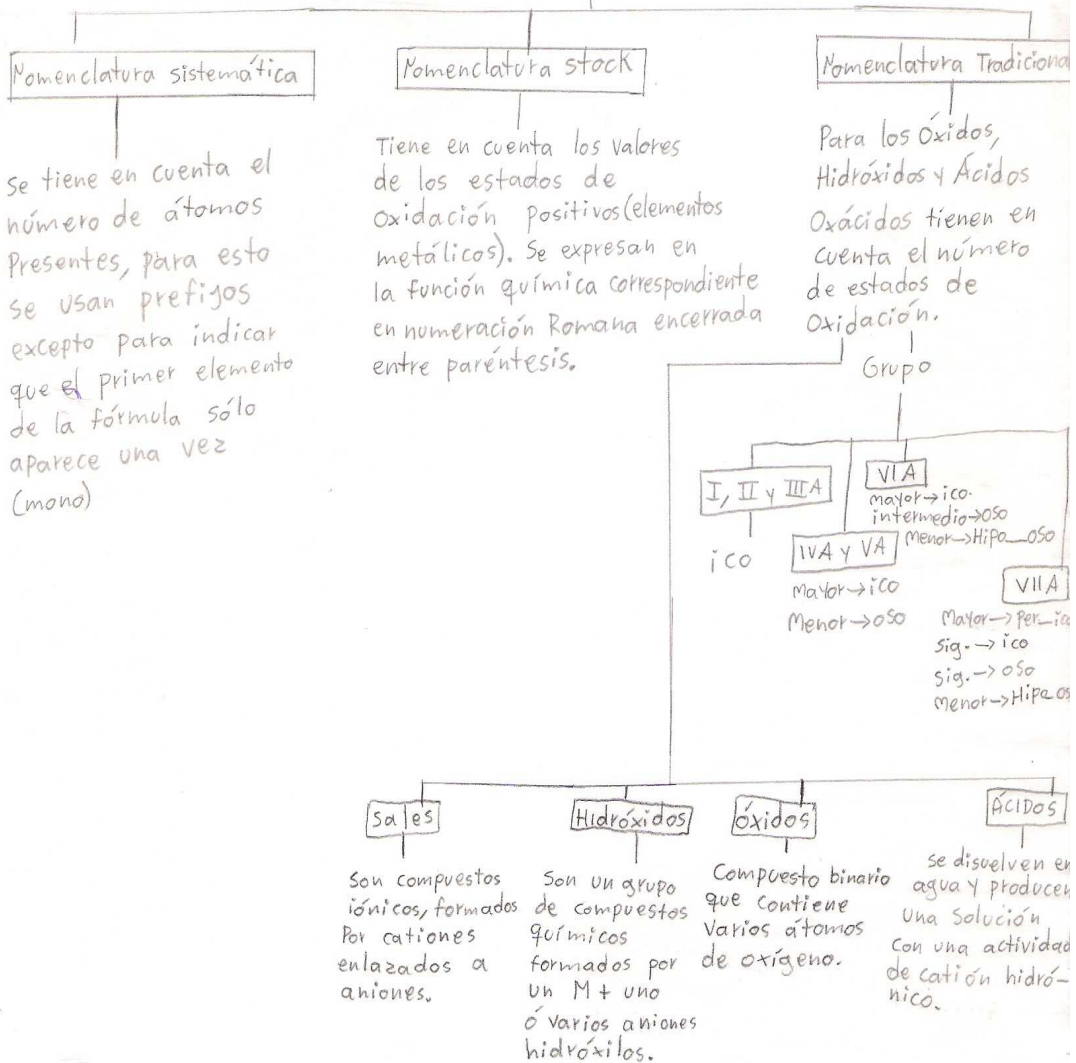 Nomenclatura sistemática
Se tiene en cuenta el
número de átomos
Presentes, para esto
se usan prefijos
excepto para indicar
que el primer elemento
de la fórmula sólo
aparece una vez
(mono)
Nomenclatura stock
Tiene en cuenta los valores
de los estados de
Oxidación positivos (elementos
metálicos). Se expresan en
la función química correspondiente
en numeración Romana encerrada
entre paréntesis.
Nomenclatura Tradicional
Para los Óxidos,
Hidróxidos y Ácidos
Oxácidos tienen en
cuenta el número
de estados de
Oxidación.
Grupo
I, II y IIIA
ico
IVA y VA
Mayor→ico
Menor→oso
VIA
mayor→ico.
intermedio→oso
Menor→Hipo__oso
VIIA
Mayor→Per_ico
sig.→ico
sig.→oso
Menor→Hipo os
Sales
Son compuestos
iónicos, formados
Por cationes
enlazados a
aniones.
Hidróxidos
Son un grupo
de compuestos
químicos
formados por
un M + uno
ó varios aniones
hidróxilos.
óxidos
Compuesto binario
que contiene
varios átomos
de oxígeno.
ÁCIDOS
se disuelven en
agua y producen
una solución
con una actividad
de catión hidró-
nico.